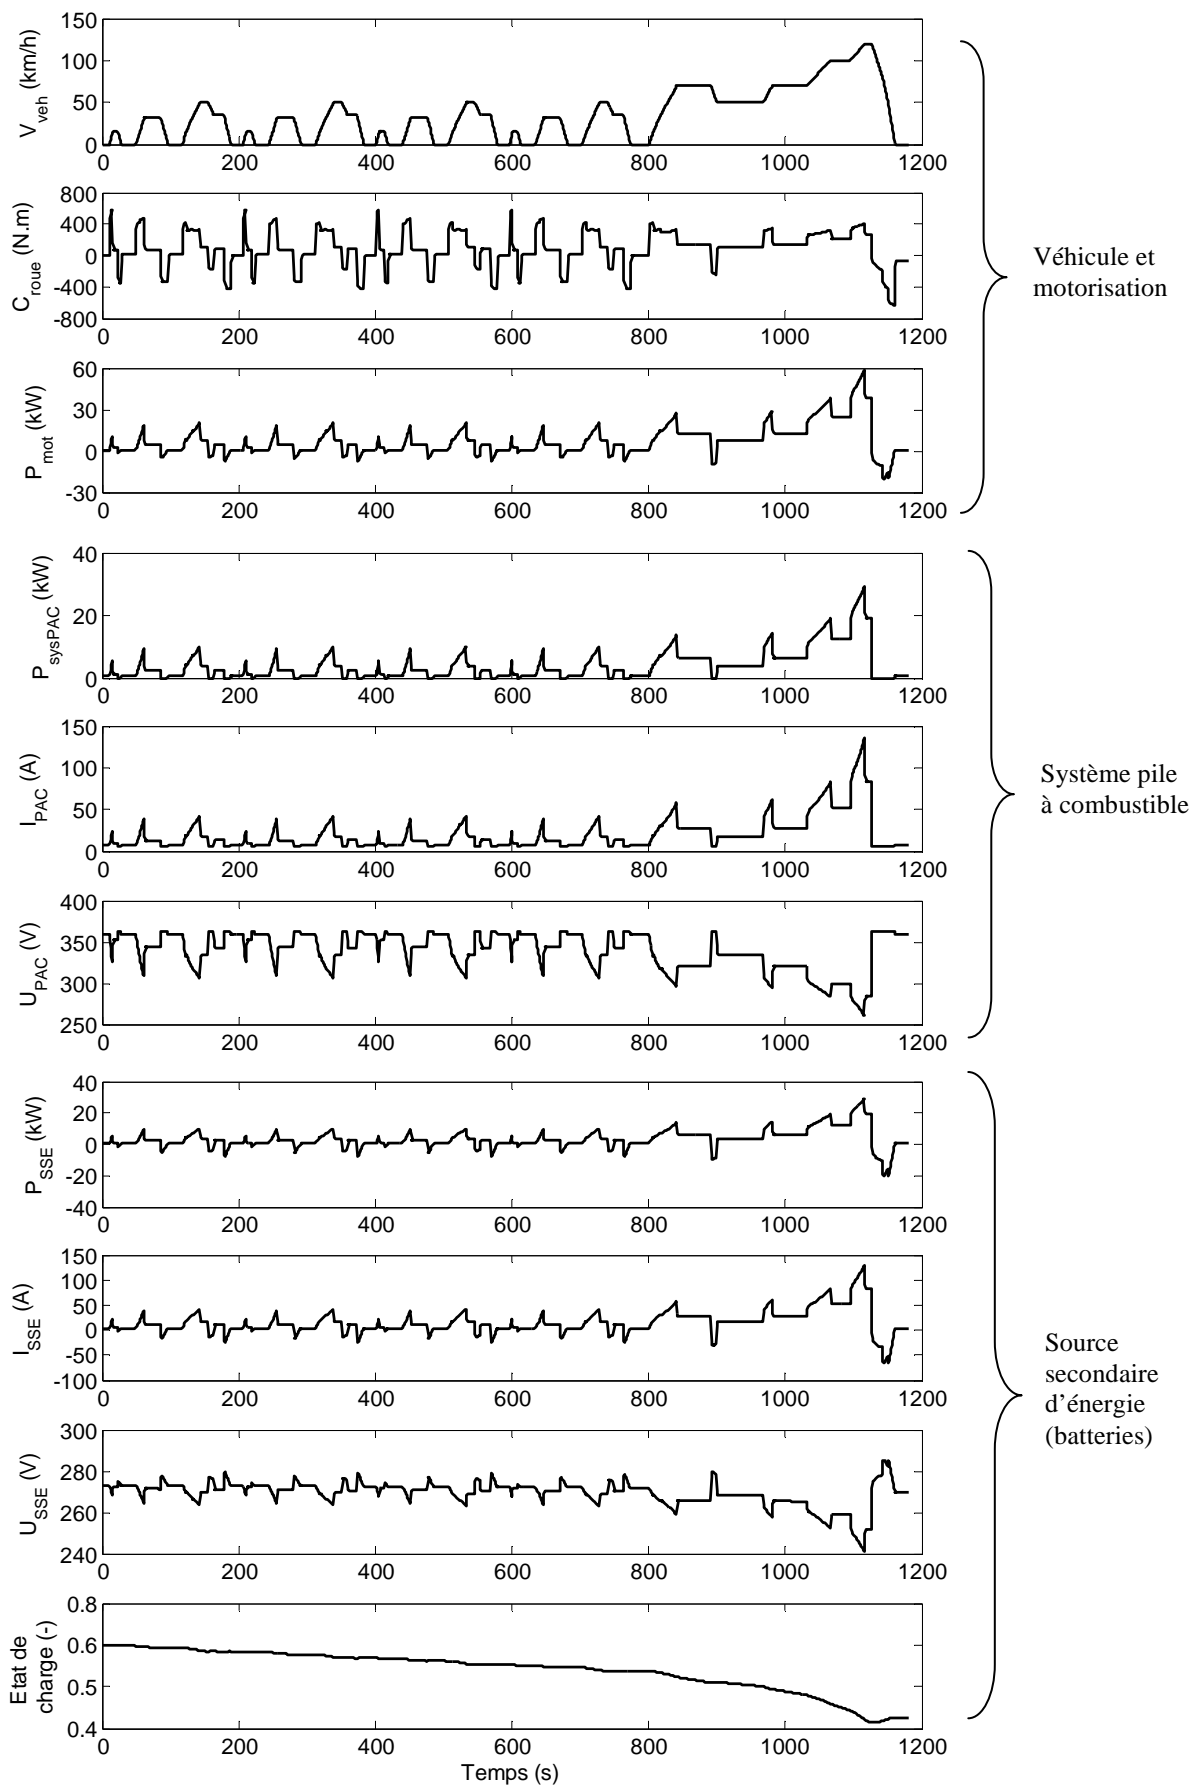 150
100
50
0
V_veh (km/h)
0 200 400 600 800 1000 1200
800
400
0
-400
-800
C_roue (N.m)
0 200 400 600 800 1000 1200
Véhicule et
motorisation
60
30
0
-30
P_mot (kW)
0 200 400 600 800 1000 1200
40
20
0
P_sysPAC (kW)
0 200 400 600 800 1000 1200
150
100
50
0
I_PAC (A)
0 200 400 600 800 1000 1200
Système pile
à combustible
400
350
300
250
U_PAC (V)
0 200 400 600 800 1000 1200
40
20
0
-20
-40
P_SSE (kW)
0 200 400 600 800 1000 1200
150
100
50
0
-50
-100
I_SSE (A)
0 200 400 600 800 1000 1200
Source
secondaire
d'énergie
(batteries)
300
280
260
240
U_SSE (V)
0 200 400 600 800 1000 1200
0.8
0.6
0.5
0.4
Etat de
charge (-)
0 200 400 600 800 1000 1200
Temps (s)